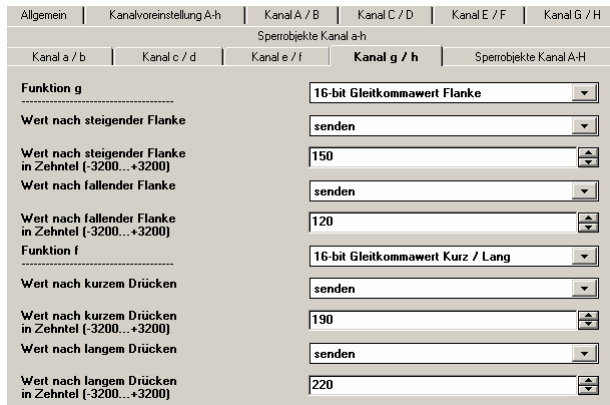 Allgemein Kanalvoreinstellung A-h Kanal A / B Kanal C / D Kanal E / F Kanal G / H
Sperrobjekte Kanal a-h
Kanal a / b Kanal c / d Kanal e / f Kanal g / h Sperrobjekte Kanal A-H
Funktion g 16-bit Gleitkommawert Flanke
-------------------------------------
Wert nach steigender Flanke senden
Wert nach steigender Flanke 150
in Zehntel (-3200...+3200)
Wert nach fallender Flanke senden
Wert nach fallender Flanke 120
in Zehntel (-3200...+3200)
Funktion f 16-bit Gleitkommawert Kurz / Lang
-------------------------------------
Wert nach kurzem Drücken senden
Wert nach kurzem Drücken 190
in Zehntel (-3200...+3200)
Wert nach langem Drücken senden
Wert nach langem Drücken 220
in Zehntel (-3200...+3200)